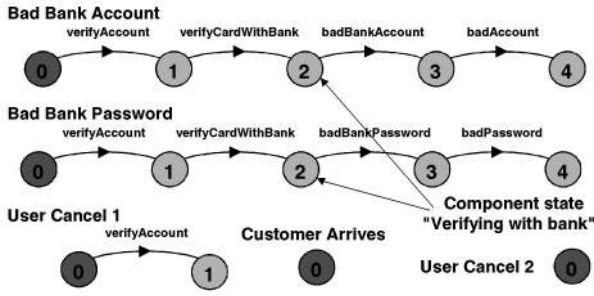 Bad Bank Account
verifyAccount verifyCardWithBank badBankAccount badAccount
0 1 2 3 4
Bad Bank Password
verifyAccount verifyCardWithBank badBankPassword badPassword
0 1 2 3 4
User Cancel 1
verifyAccount
0 1
Customer Arrives
0
Component state
"Verifying with bank"
User Cancel 2 0